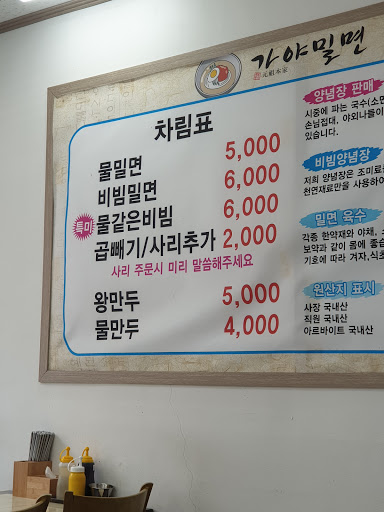 가야밀면
元祖本家
차림표
물밀면 5,000
비빔밀면 6,000
특미 물같은비빔 6,000
곱빼기/사리추가 2,000
사리 주문시 미리 말씀해주세요
왕만두 5,000
물만두 4,000
양념장 판매
시중에 파는 국수(소면
손님접대, 야외나들이
있습니다.
비빔양념장
저희 양념장은 조미료를
천연재료만을 사용하여
밀면 육수
각종 한약재와 야채,
보약과 같이 몸에 좋습
기호에 따라 겨자,식초
원산지 표시
사장 국내산
직원 국내산
아르바이트 국내산